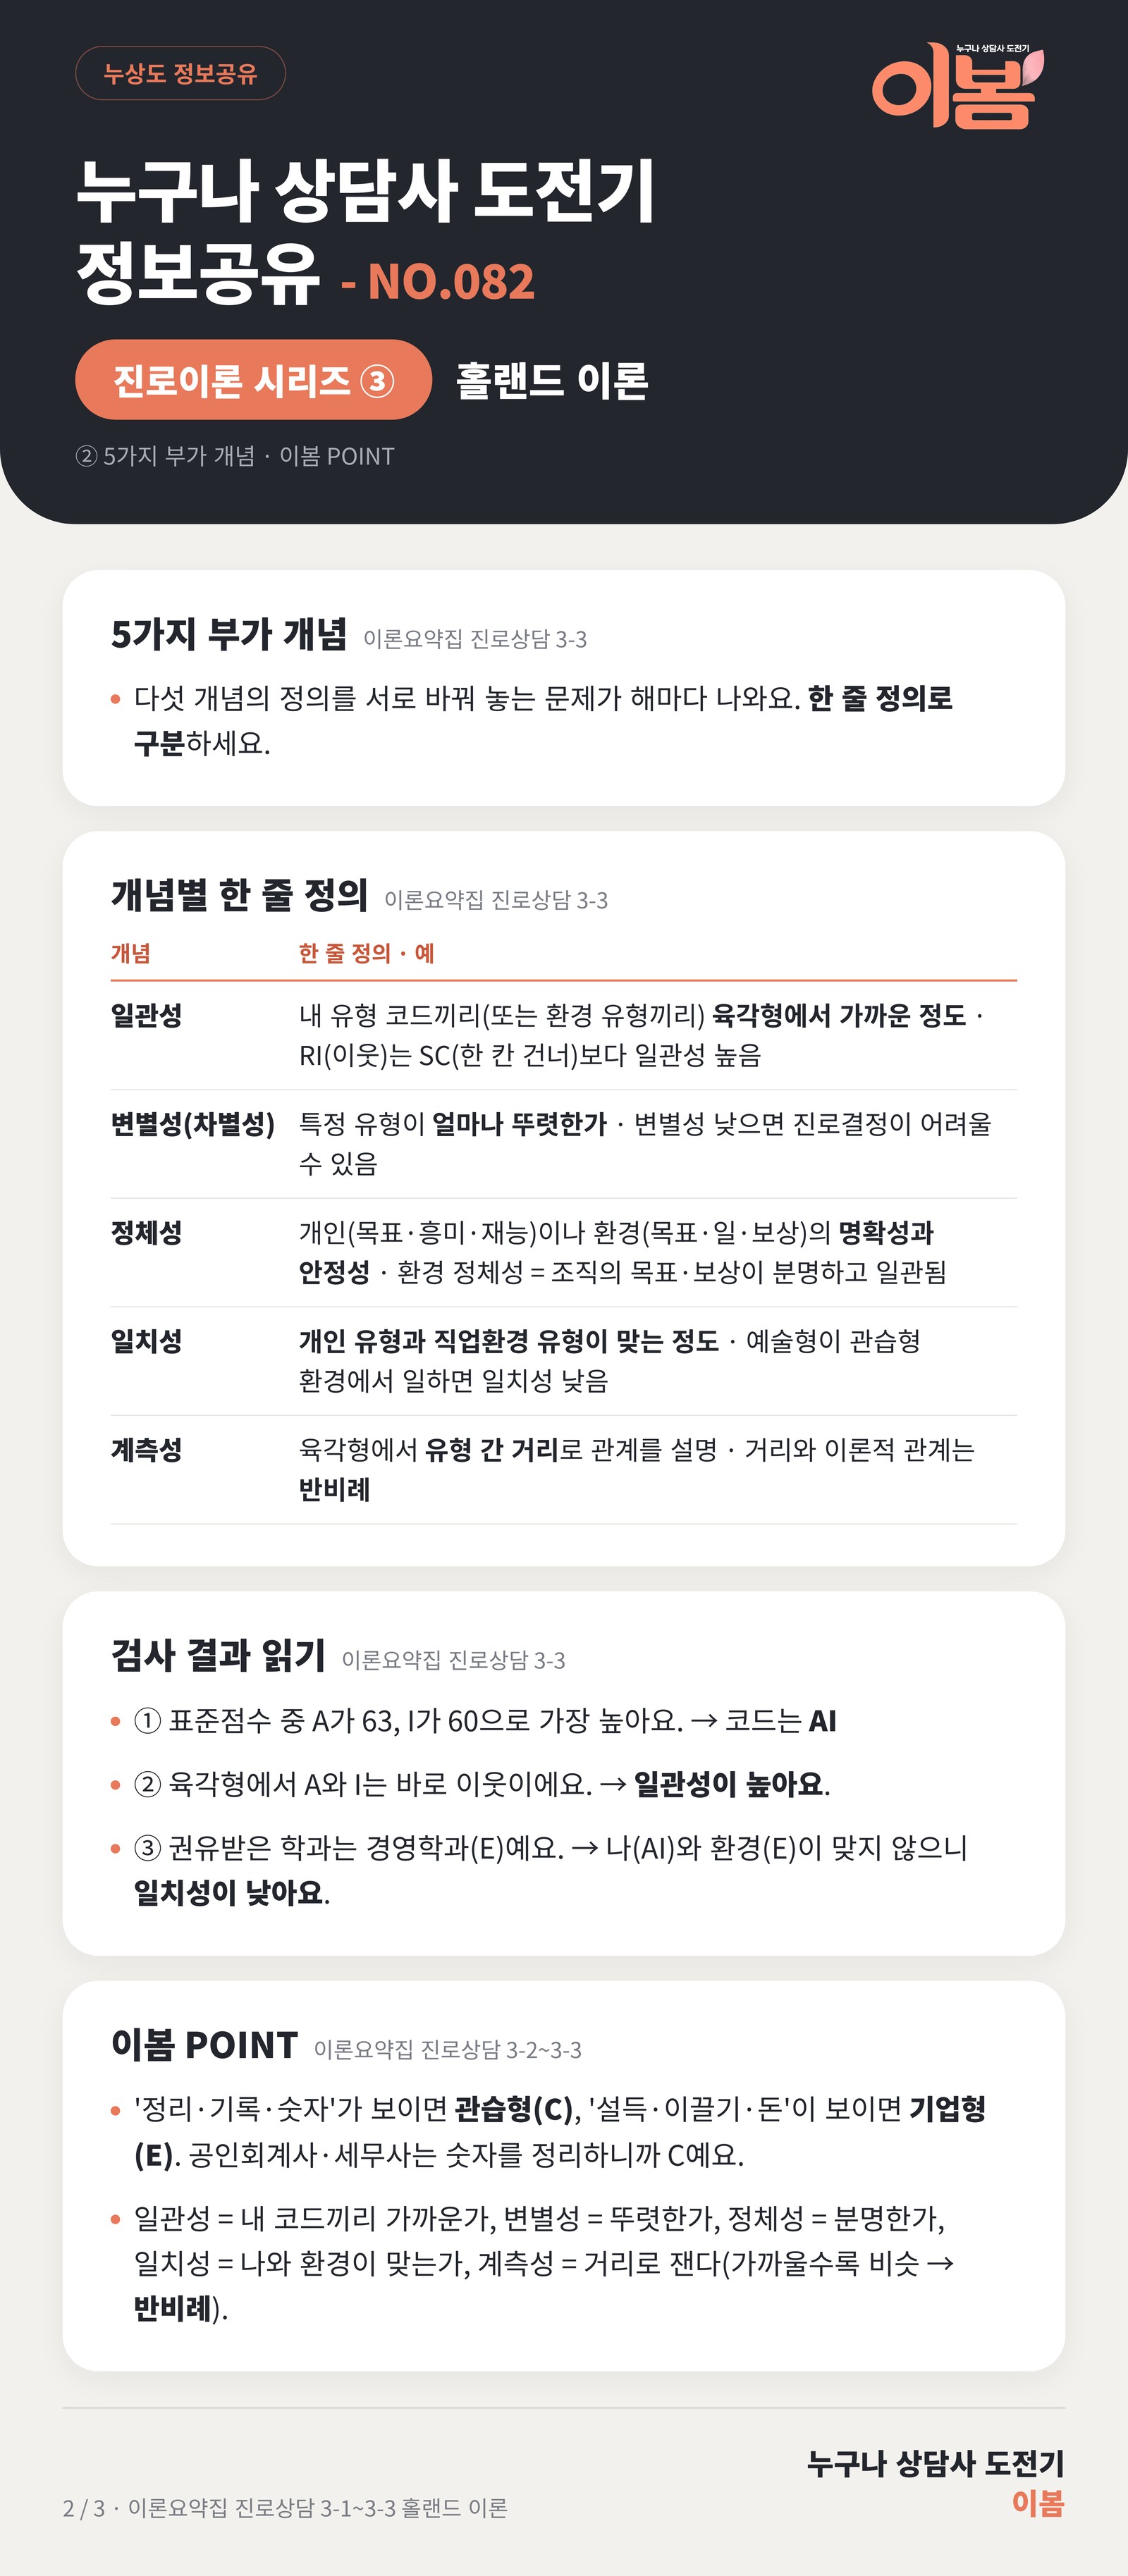 누상도 정보공유
누구나 상담사 도전기
이봄
누구나 상담사 도전기
정보공유 - NO.082
진로이론 시리즈 ③ 홀랜드 이론
② 5가지 부가 개념 · 이봄 POINT
5가지 부가 개념 이론요약집 진로상담 3-3
• 다섯 개념의 정의를 서로 바꿔 놓는 문제가 해마다 나와요. 한 줄 정의로
구분하세요.
개념별 한 줄 정의 이론요약집 진로상담 3-3
개념 한 줄 정의 · 예
일관성 내 유형 코드끼리(또는 환경 유형끼리) 육각형에서 가까운 정도 ·
RI(이웃)는 SC(한 칸 건너)보다 일관성 높음
변별성(차별성) 특정 유형이 얼마나 뚜렷한가 · 변별성 낮으면 진로결정이 어려울
수 있음
정체성 개인(목표·흥미·재능)이나 환경(목표·일·보상)의 명확성과
안정성 · 환경 정체성 = 조직의 목표·보상이 분명하고 일관됨
일치성 개인 유형과 직업환경 유형이 맞는 정도 · 예술형이 관습형
환경에서 일하면 일치성 낮음
계측성 육각형에서 유형 간 거리로 관계를 설명 · 거리와 이론적 관계는
반비례
검사 결과 읽기 이론요약집 진로상담 3-3
• ① 표준점수 중 A가 63, I가 60으로 가장 높아요. → 코드는 AI
• ② 육각형에서 A와 I는 바로 이웃이에요. → 일관성이 높아요.
• ③ 권유받은 학과는 경영학과(E)예요. → 나(AI)와 환경(E)이 맞지 않으니
일치성이 낮아요.
이봄 POINT 이론요약집 진로상담 3-2~3-3
• '정리·기록·숫자'가 보이면 관습형(C), '설득·이끌기·돈'이 보이면 기업형
(E). 공인회계사·세무사는 숫자를 정리하니까 C예요.
• 일관성 = 내 코드끼리 가까운가, 변별성 = 뚜렷한가, 정체성 = 분명한가,
일치성 = 나와 환경이 맞는가, 계측성 = 거리로 잰다(가까울수록 비슷 →
반비례).
누구나 상담사 도전기
2 / 3 · 이론요약집 진로상담 3-1~3-3 홀랜드 이론
이봄